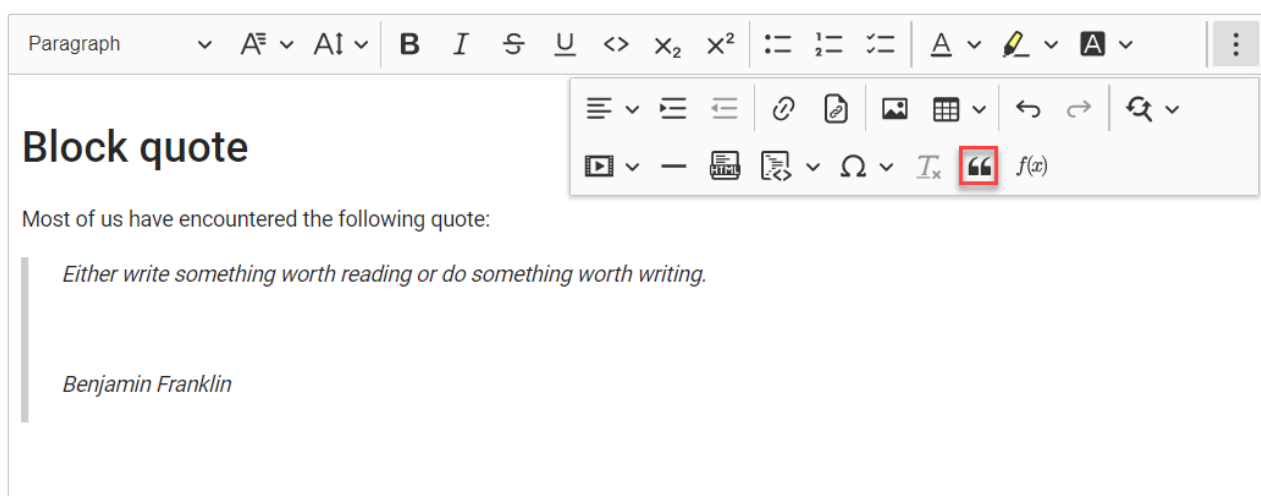 Paragraph
Block quote
Most of us have encountered the following quote:
Either write something worth reading or do something worth writing.
Benjamin Franklin
HTML
f(x)